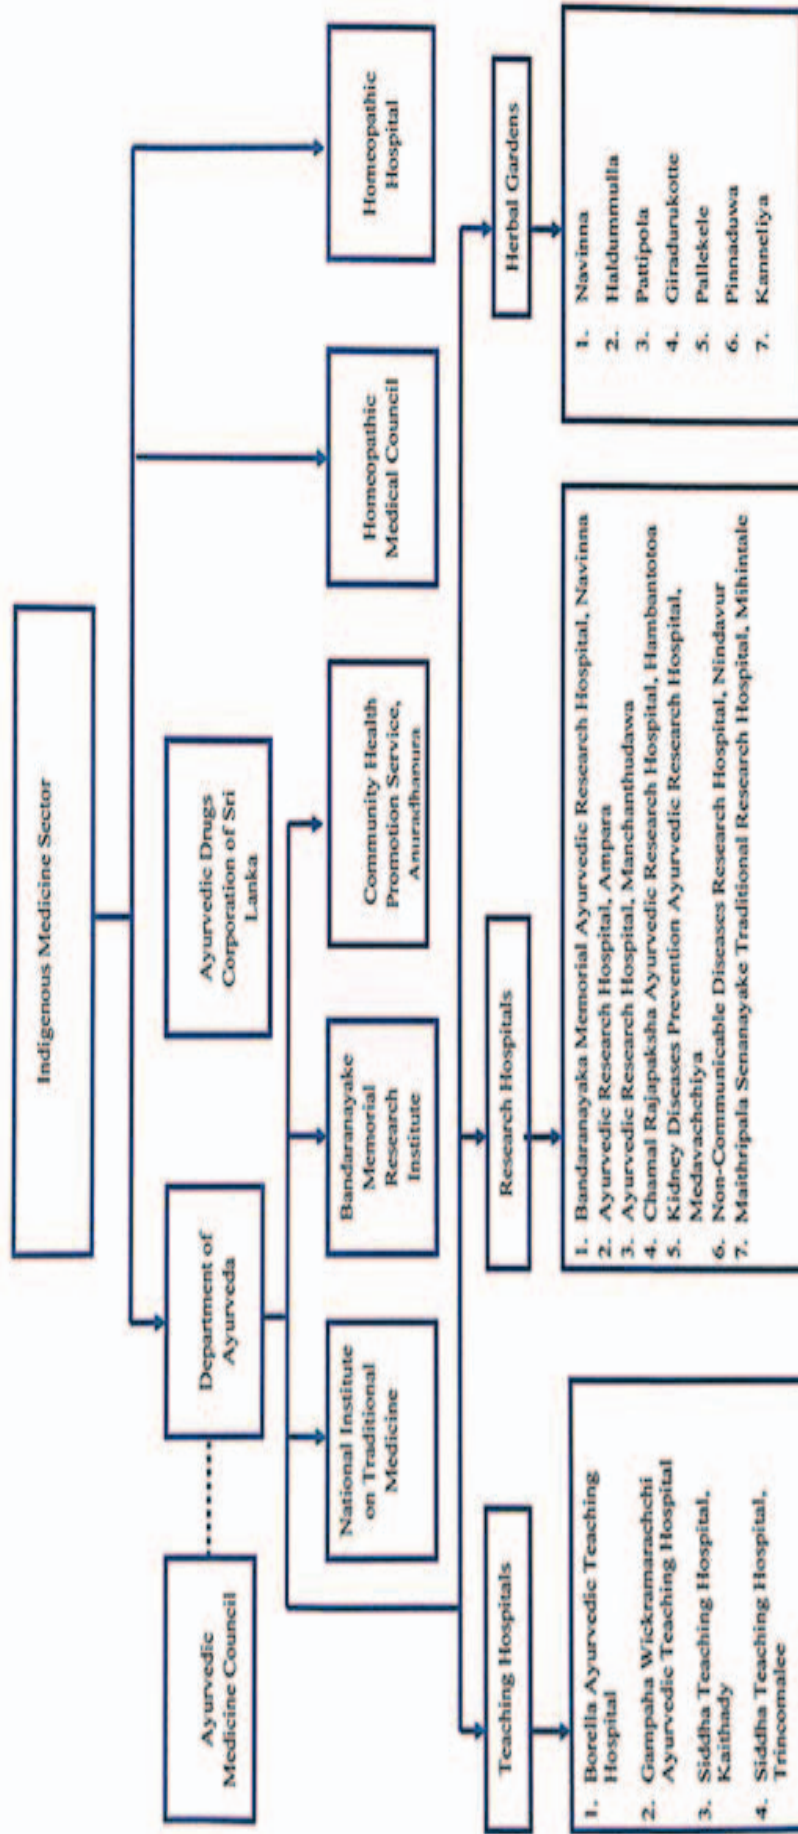 Indigenous Medicine Sector
Ayurvedic
Medicine Council
Department of
Ayurveda
Ayurvedic Drugs
Corporation of Sri
Lanka
National Institute
on Traditional
Medicine
Bandaranayake
Memorial
Research
Institute
Community Health
Promotion Service,
Anuradhapura
Homeopathic
Medical Council
Homeopathic
Hospital
Teaching Hospitals
Research Hospitals
Herbal Gardens
1. Borella Ayurvedic Teaching
Hospital
2. Gampaha Wickramarachchi
Ayurvedic Teaching Hospital
3. Siddha Teaching Hospital,
Kaithady
4. Siddha Teaching Hospital,
Trincomalee
1. Bandaranayaka Memorial Ayurvedic Research Hospital, Navinna
2. Ayurvedic Research Hospital, Ampara
3. Ayurvedic Research Hospital, Manchanthudawa
4. Chamal Rajapaksha Ayurvedic Research Hospital, Hambantotoa
5. Kidney Diseases Prevention Ayurvedic Research Hospital,
Medavachchiya
6. Non-Communicable Diseases Research Hospital, Nindavur
7. Maithripala Senanayake Traditional Research Hospital, Mihintale
1. Navinna
2. Haldummulla
3. Pattipola
4. Giradurukotte
5. Pallekele
6. Pinnaduwa
7. Kanneliya